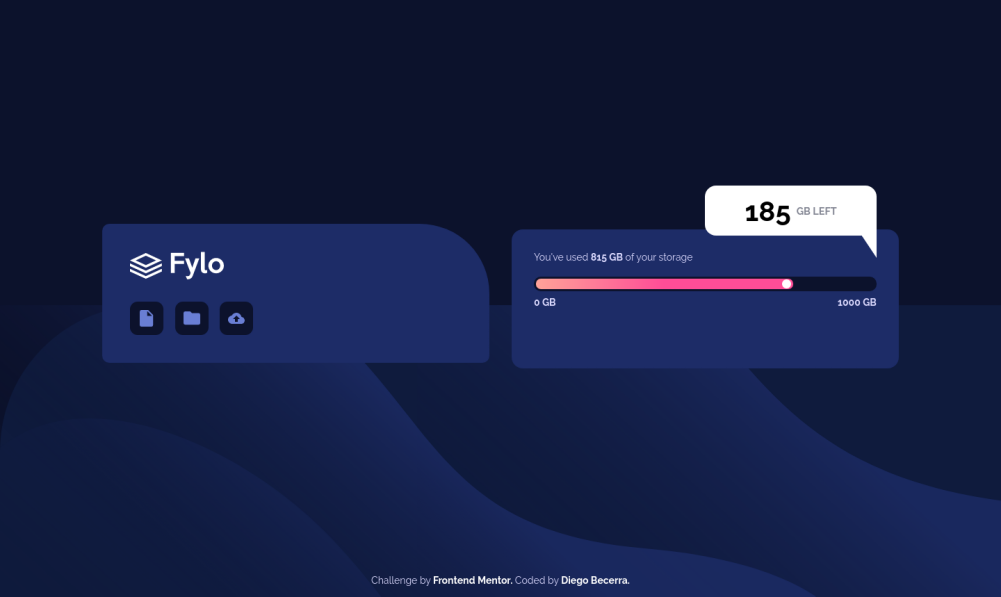 185 GB LEFT
Fylo
You've used 815 GB of your storage
0 GB 1000 GB
Challenge by Frontend Mentor. Coded by Diego Becerra.